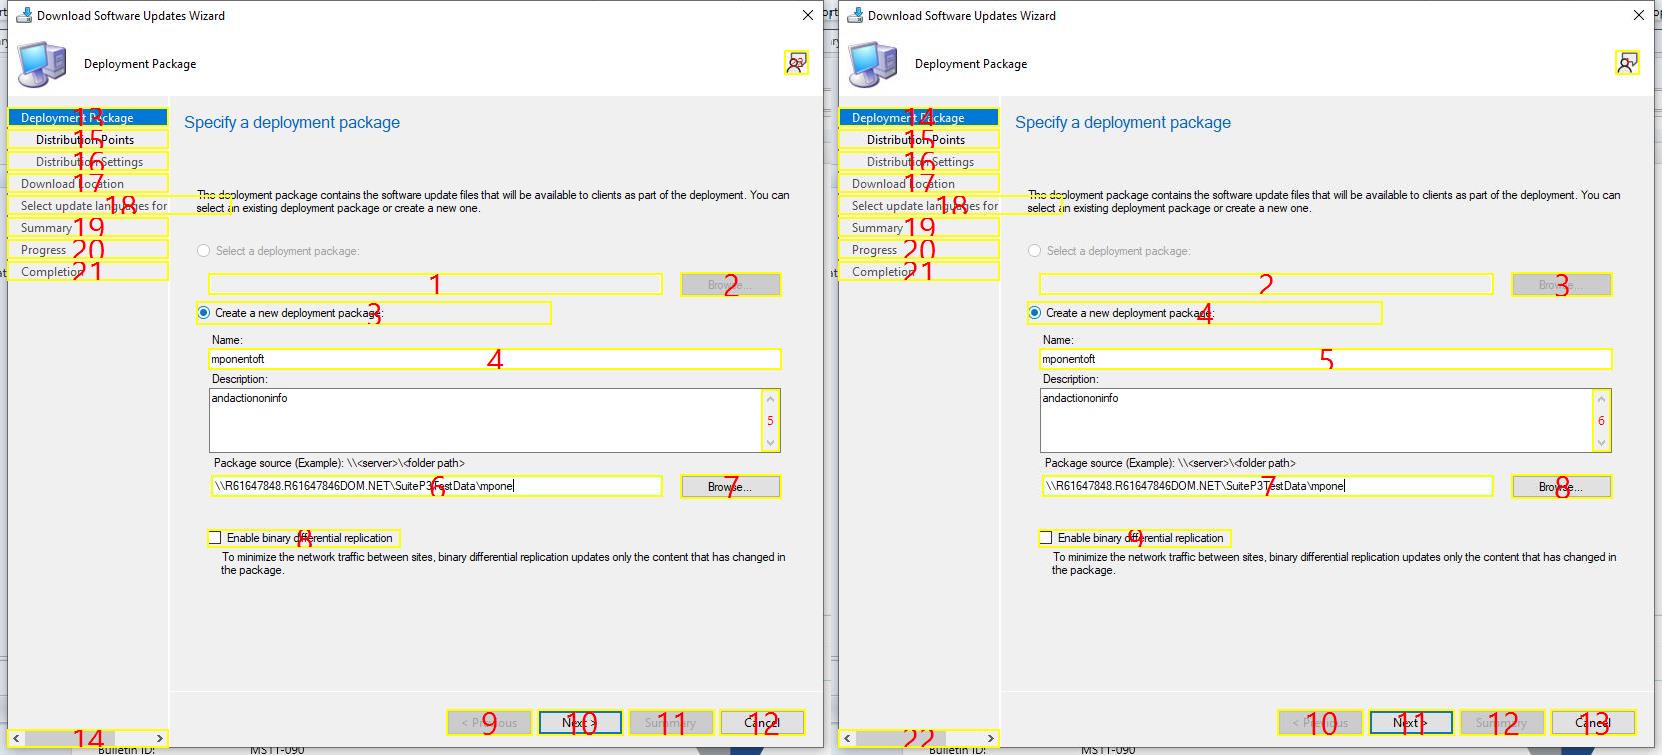 Download Software Updates Wizard
Deployment Package
13
Deployment Package
15
Distribution Points
16
Distribution Settings
17
Download Location
18
Select update languages for
19
Summary
20
Progress
21
Completion
14
Specify a deployment package
The deployment package contains the software update files that will be available to clients as part of the deployment. You can
select an existing deployment package or create a new one.
Select a deployment package:
1
2
Browse...
3
Create a new deployment package:
Name:
4
mponentoft
Description:
andactiononinfo
5
Package source (Example): \\<server>\<folder path>
6
\\R61647848.R61647846DOM.NET\SuiteP3TestData\mpone
7
Browse...
8
Enable binary differential replication
To minimize the network traffic between sites, binary differential replication updates only the content that has changed in
the package.
9
< Previous
10
Next >
11
Summary
12
Cancel
Bulletin ID:
MS11-090
Download Software Updates Wizard
Deployment Package
14
Deployment Package
15
Distribution Points
16
Distribution Settings
17
Download Location
18
Select update languages for
19
Summary
20
Progress
21
Completion
22
Specify a deployment package
The deployment package contains the software update files that will be available to clients as part of the deployment. You can
select an existing deployment package or create a new one.
Select a deployment package:
2
3
Browse...
4
Create a new deployment package:
Name:
5
mponentoft
Description:
andactiononinfo
6
Package source (Example): \\<server>\<folder path>
7
\\R61647848.R61647846DOM.NET\SuiteP3TestData\mpone
8
Browse...
9
Enable binary differential replication
To minimize the network traffic between sites, binary differential replication updates only the content that has changed in
the package.
10
< Previous
11
Next >
12
Summary
13
Cancel
Bulletin ID:
MS11-090